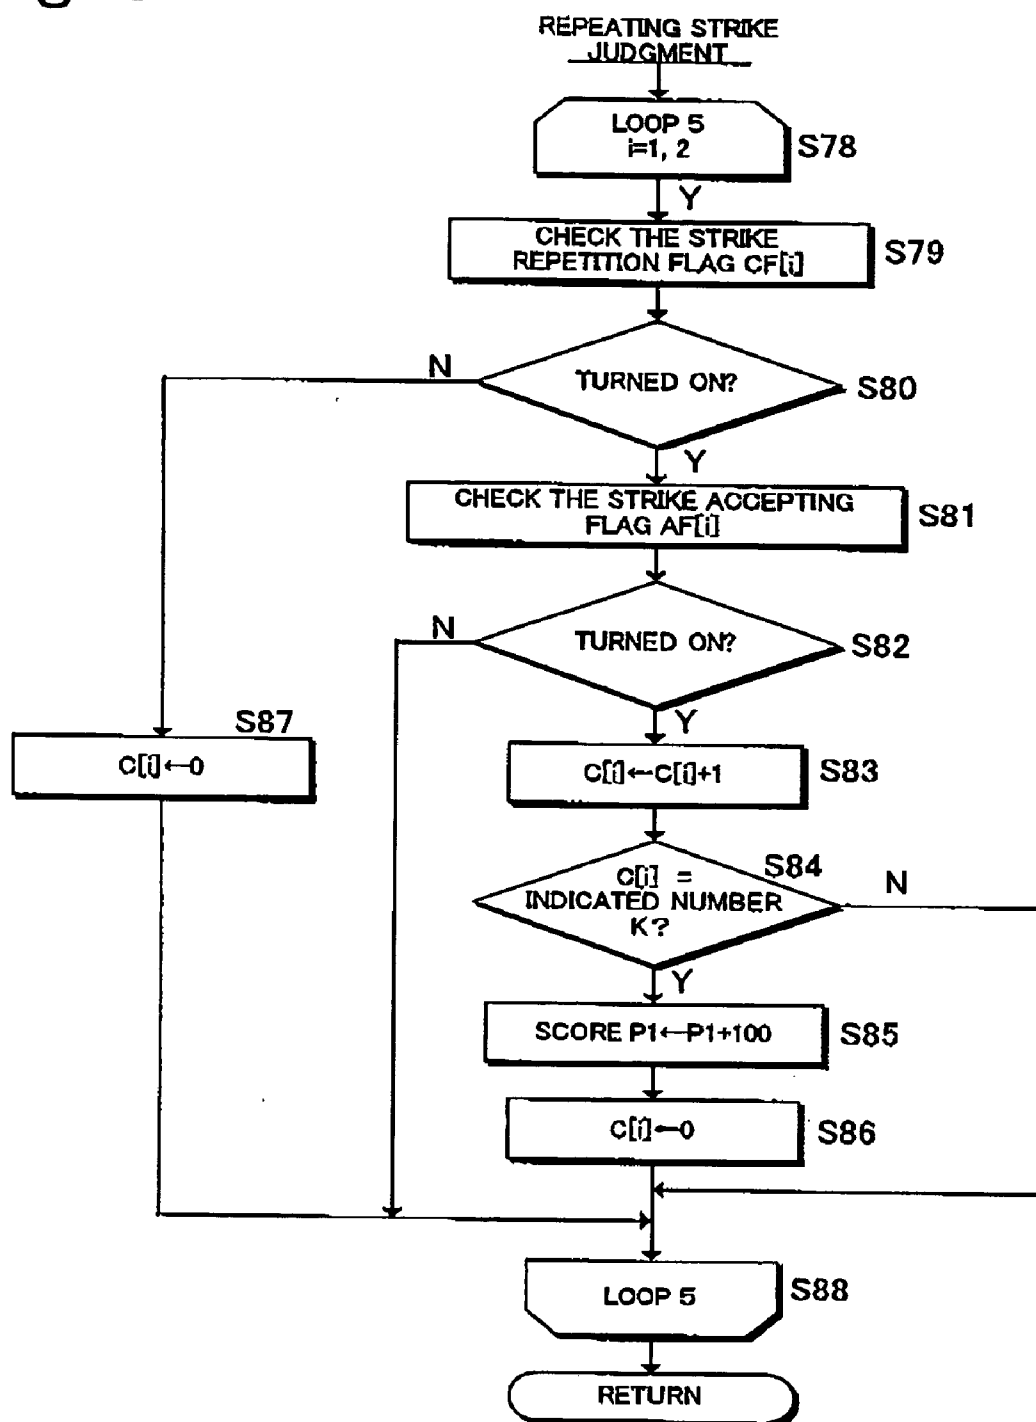 REPEATING STRIKE
JUDGMENT
LOOP 5
i=1, 2
S78
Y
CHECK THE STRIKE
REPETITION FLAG CF[i]
S79
N
TURNED ON?
S80
Y
CHECK THE STRIKE ACCEPTING
FLAG AF[i]
S81
N
TURNED ON?
S82
Y
S87
C[i]←0
C[i]←C[i]+1
S83
S84
C[i] =
INDICATED NUMBER
K?
N
Y
SCORE P1←P1+100
S85
C[i]←0
S86
LOOP 5
S88
RETURN